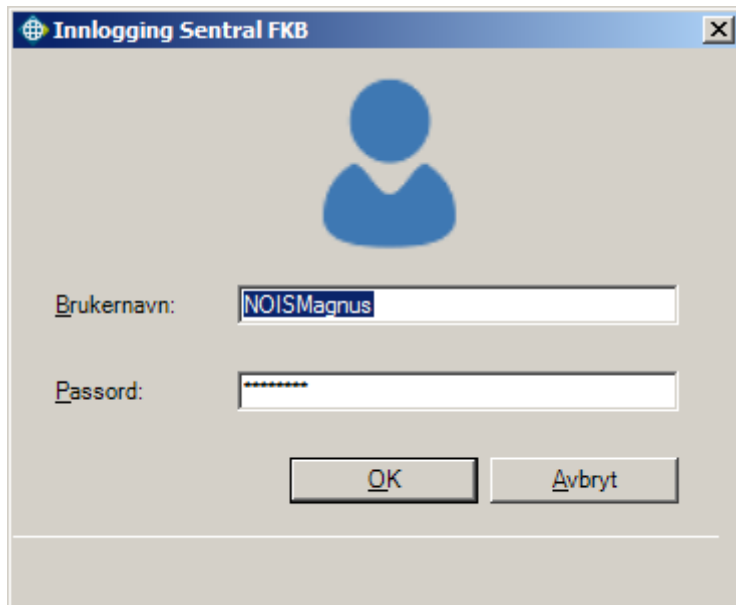 Innlogging Sentral FKB
Brukernavn: NOISMagnus
Passord: ********
OK Avbryt